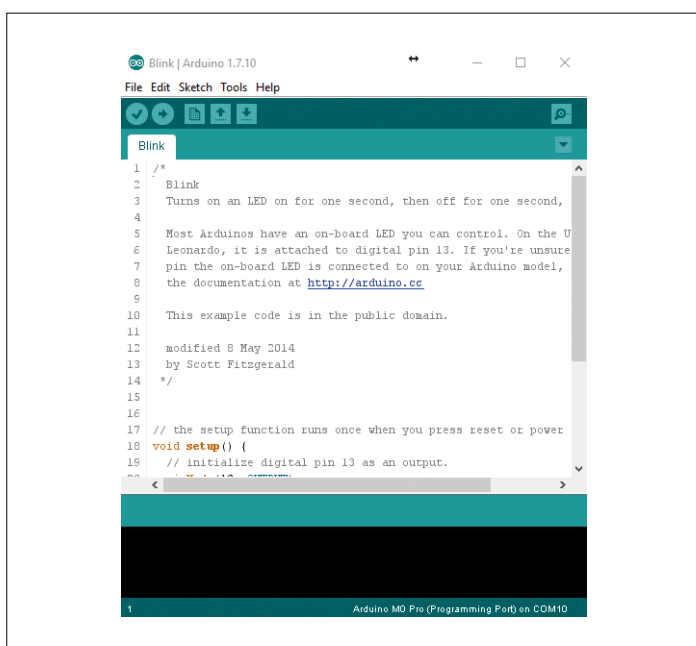 Blink | Arduino 1.7.10
File Edit Sketch Tools Help
Blink
1 /*
2 Blink
3 Turns on an LED on for one second, then off for one second,
4
5 Most Arduinos have an on-board LED you can control. On the U
6 Leonardo, it is attached to digital pin 13. If you're unsure
7 pin the on-board LED is connected to on your Arduino model,
8 the documentation at http://arduino.cc
9
10 This example code is in the public domain.
11
12 modified 8 May 2014
13 by Scott Fitzgerald
14 */
15
16
17 // the setup function runs once when you press reset or power
18 void setup() {
19 // initialize digital pin 13 as an output.
1 Arduino M0 Pro (Programming Port) on COM10